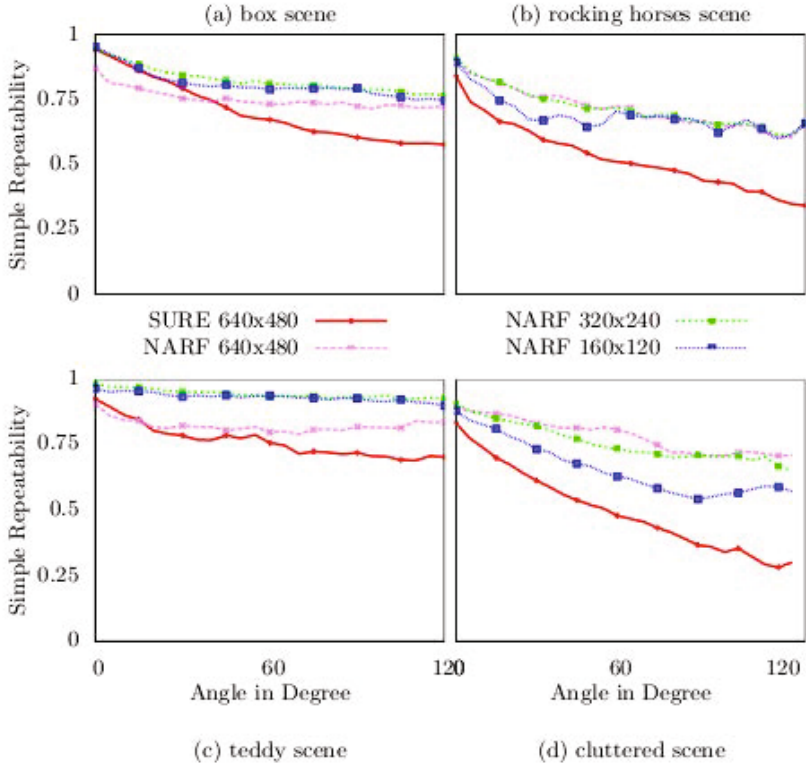 (a) box scene
(b) rocking horses scene
1
0.75
0.5
0.25
0
Simple Repeatability
SURE 640x480
NARF 640x480
NARF 320x240
NARF 160x120
1
0.75
0.5
0.25
0
Simple Repeatability
0 60 120
0 60 120
Angle in Degree
Angle in Degree
(c) teddy scene
(d) cluttered scene